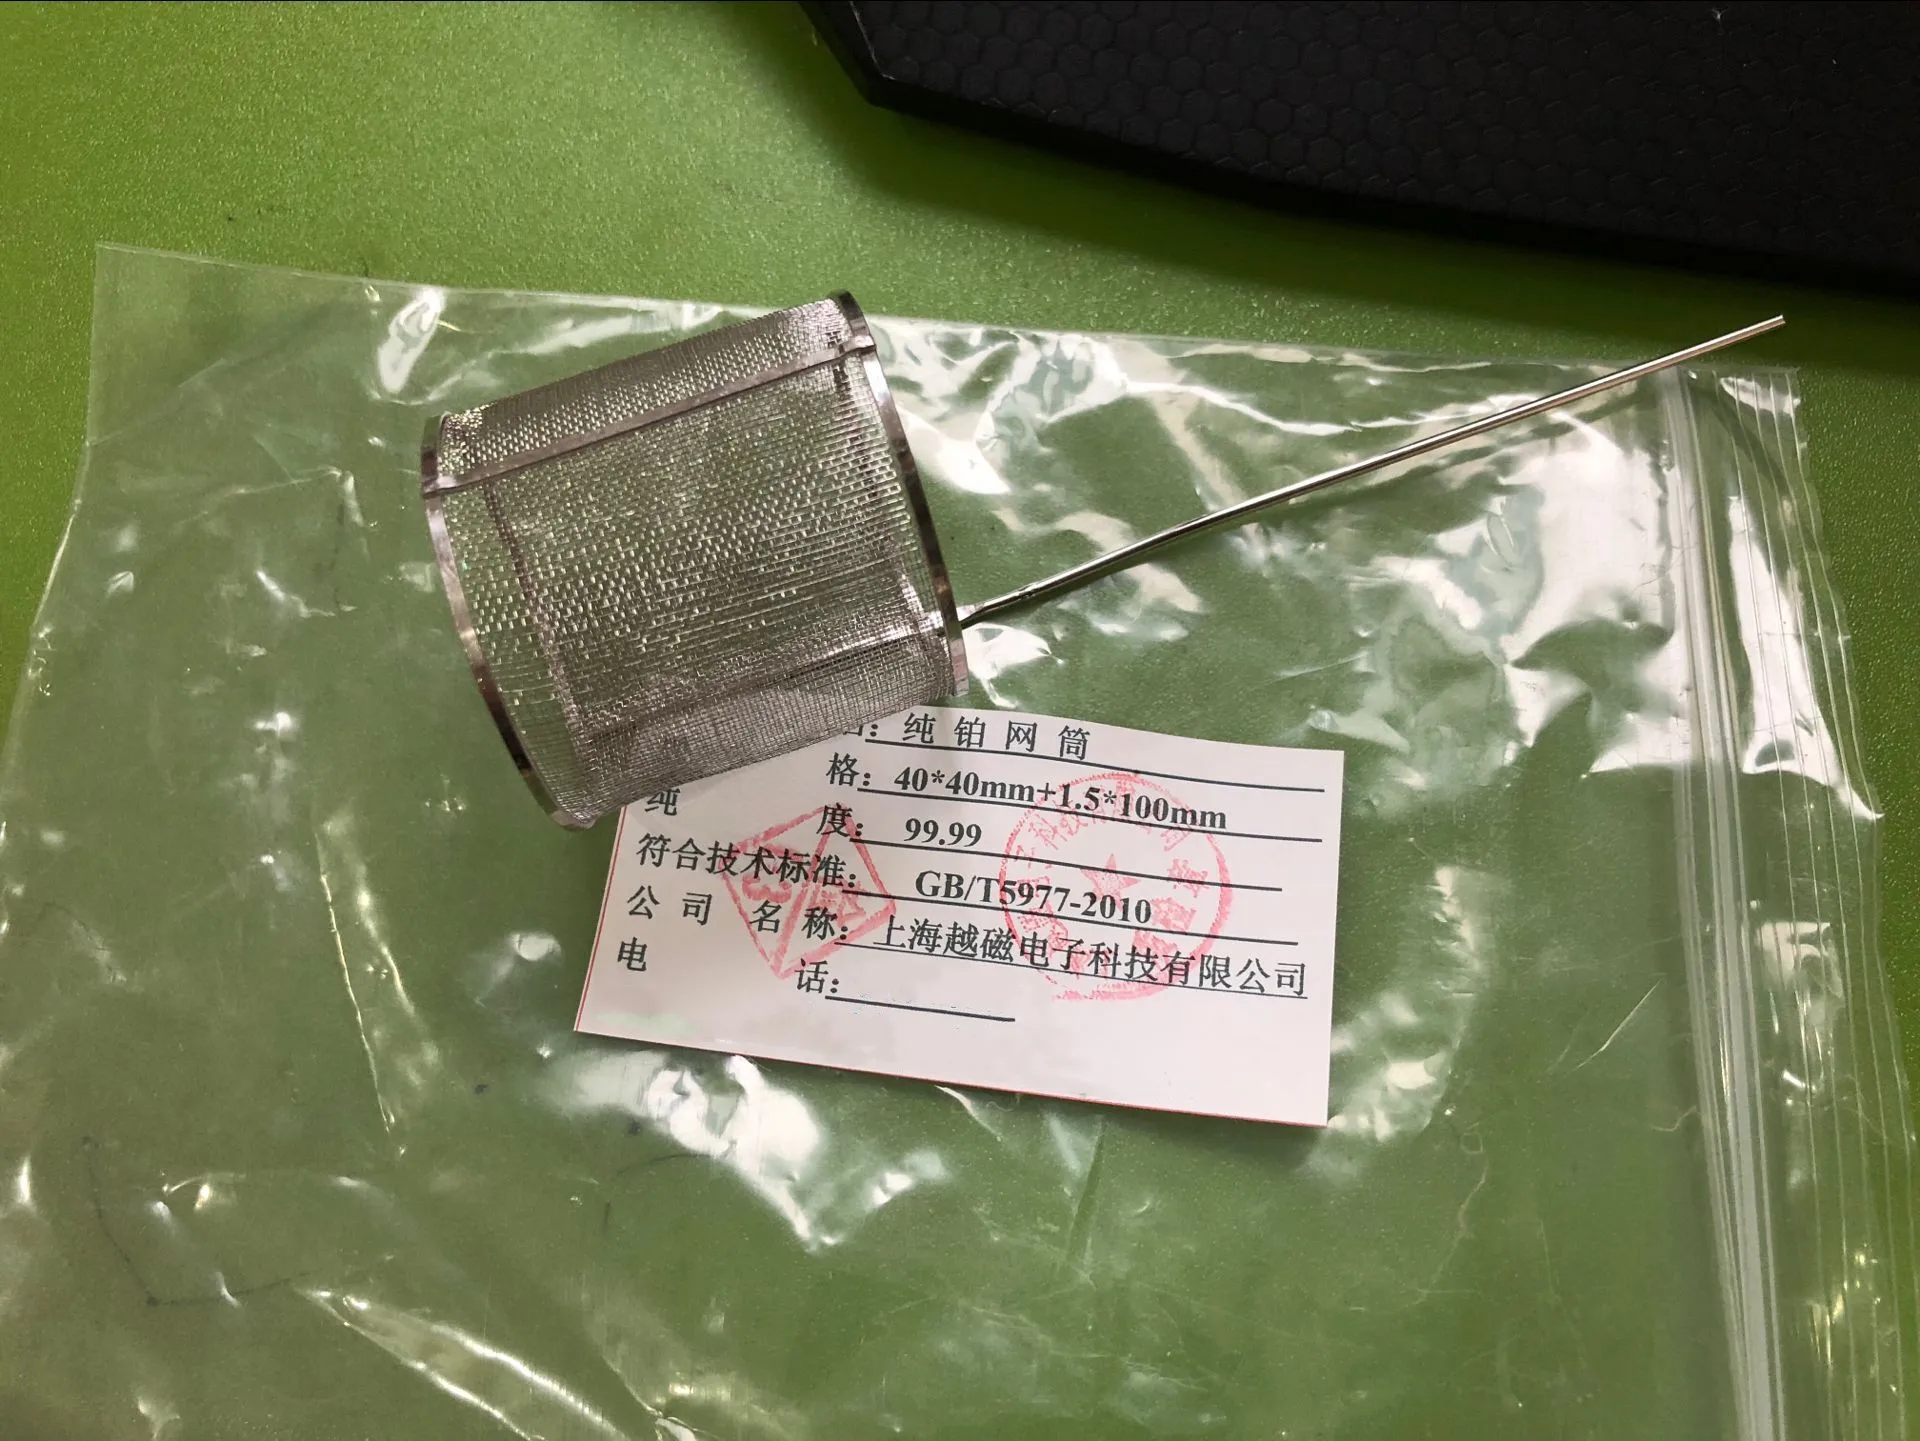 ：纯铂网筒
格：40*40mm+1.5*100mm
纯度：99.99
符合技术标准：GB/T5977-2010
公司名称：上海越磁电子科技有限公司
电话：